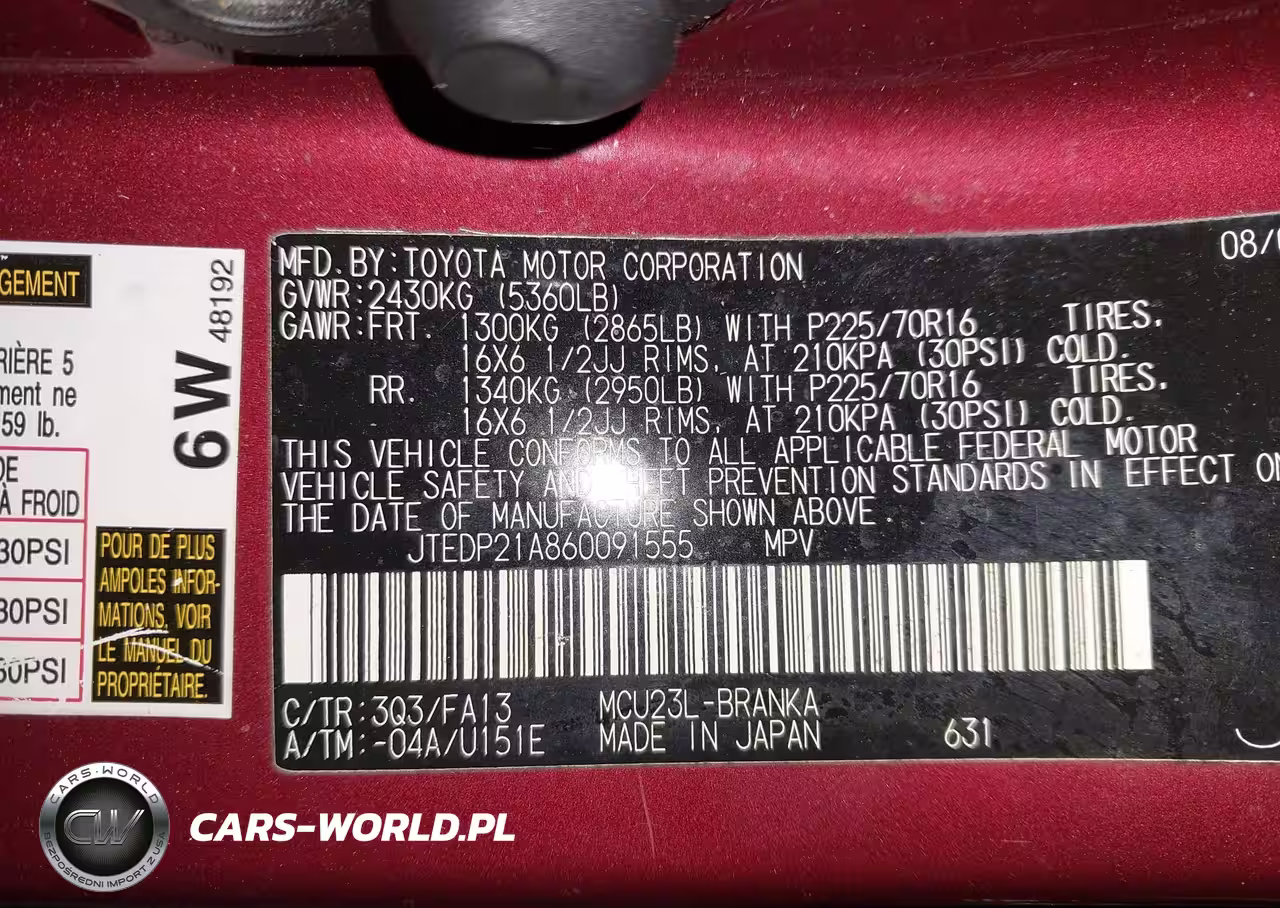 GEMENT
RIÈRE 5
ment ne
59 lb.
DE
À FROID
30PSI
30PSI
30PSI
6W 48192
POUR DE PLUS
AMPOLES INFOR-
MATIONS, VOIR
LE MANUEL DU
PROPRIÉTAIRE.
08/
MFD. BY: TOYOTA MOTOR CORPORATION
GVWR: 2430KG (5360LB)
GAWR: FRT. 1300KG (2865LB) WITH P225/70R16 TIRES,
16X6 1/2JJ RIMS, AT 210KPA (30PSI) COLD.
RR. 1340KG (2950LB) WITH P225/70R16 TIRES,
16X6 1/2JJ RIMS, AT 210KPA (30PSI) COLD.
THIS VEHICLE CONFORMS TO ALL APPLICABLE FEDERAL MOTOR
VEHICLE SAFETY AND THEFT PREVENTION STANDARDS IN EFFECT ON
THE DATE OF MANUFACTURE SHOWN ABOVE.
JTEDP21A860091555 MPV
C/TR: 3Q3/FA13 MCU23L-BRANKA
A/TM: -04A/U151E MADE IN JAPAN 631
CARS-WORLD
CW
BEZPOŚREDNI IMPORT Z USA
CARS-WORLD.PL